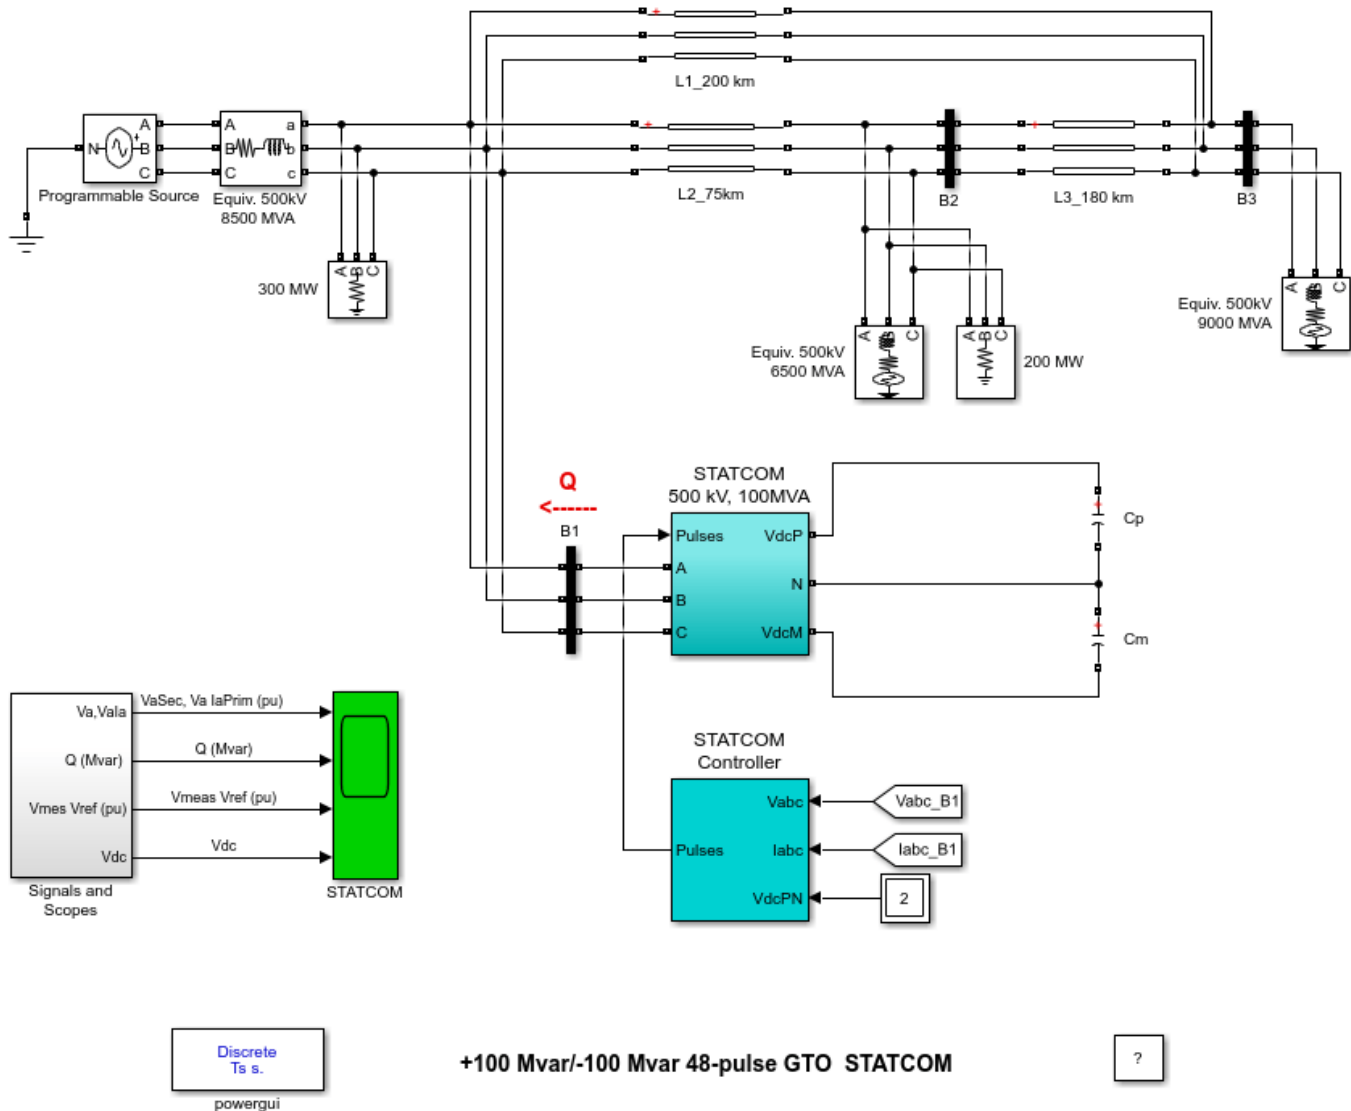 L1_200 km
A
B
C
N
Programmable Source
A
B
C
a
b
c
Equiv. 500kV
8500 MVA
L2_75km
B2
L3_180 km
B3
A
B
C
300 MW
A
B
C
Equiv. 500kV
6500 MVA
A
B
C
200 MW
A
B
C
Equiv. 500kV
9000 MVA
Q
<------
B1
STATCOM
500 kV, 100MVA
Pulses
A
B
C
VdcP
N
VdcM
Cp
Cm
Va,VaIa
Q (Mvar)
Vmes Vref (pu)
Vdc
Signals and
Scopes
VaSec, Va IaPrim (pu)
Q (Mvar)
Vmeas Vref (pu)
Vdc
STATCOM
STATCOM
Controller
Pulses
Vabc
Iabc
VdcPN
Vabc_B1
Iabc_B1
2
Discrete
Ts s.
powergui
+100 Mvar/-100 Mvar 48-pulse GTO  STATCOM
?